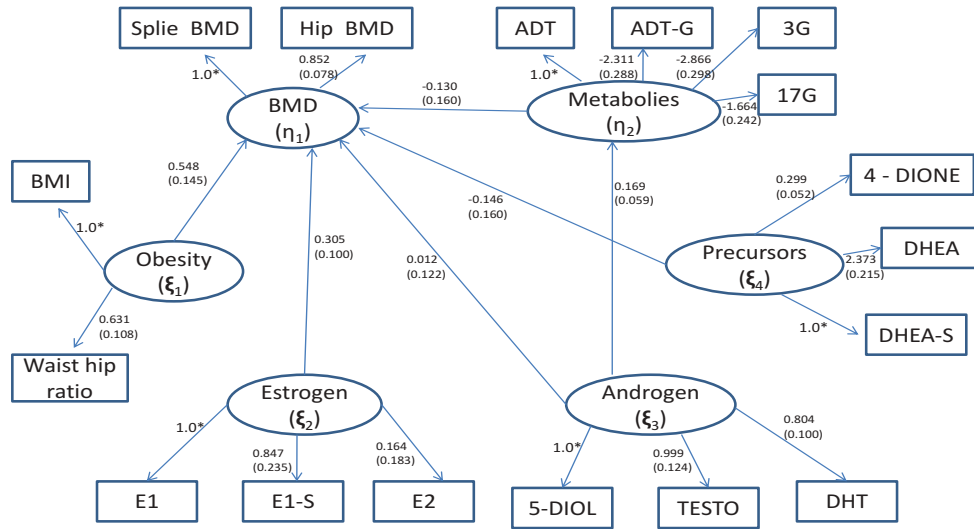 Splie BMD
Hip BMD
ADT
ADT-G
3G
1.0*
0.852
(0.078)
1.0*
-2.311
(0.288)
-2.866
(0.298)
BMD
(η1)
-0.130
(0.160)
Metabolies
(η2)
-1.664
(0.242)
17G
BMI
0.548
(0.145)
0.169
(0.059)
0.299
(0.052)
4 - DIONE
1.0*
-0.146
(0.160)
Obesity
(ξ1)
0.305
(0.100)
0.012
(0.122)
Precursors
(ξ4)
2.373
(0.215)
DHEA
0.631
(0.108)
1.0*
DHEA-S
Waist hip
ratio
Estrogen
(ξ2)
Androgen
(ξ3)
1.0*
0.847
(0.235)
0.164
(0.183)
1.0*
0.999
(0.124)
0.804
(0.100)
E1
E1-S
E2
5-DIOL
TESTO
DHT